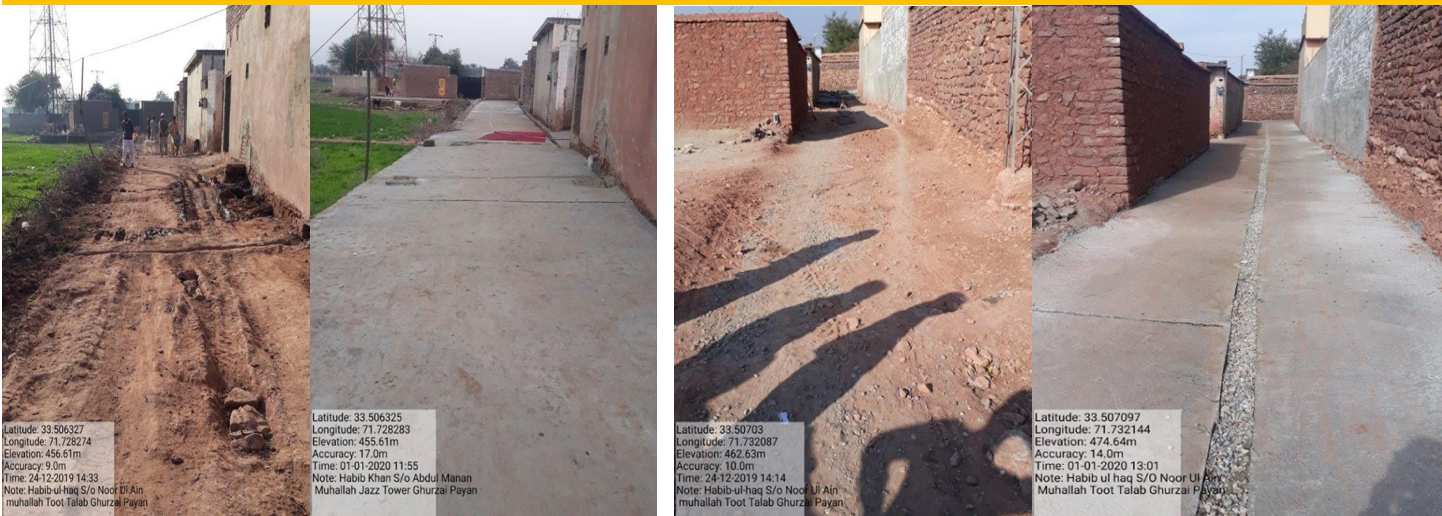 Latitude: 33.506327
Longitude: 71.728274
Elevation: 456.61m
Accuracy: 9.0m
Time: 24-12-2019 14:33
Note: Habib-ul-haq S/o Noor Ul Ain
muhallah Toot Talab Ghurzai Payan
Latitude: 33.506325
Longitude: 71.728283
Elevation: 455.61m
Accuracy: 17.0m
Time: 01-01-2020 11:55
Note: Habib Khan S/o Abdul Manan
Muhallah Jazz Tower Ghurzai Payan
Latitude: 33.50703
Longitude: 71.732087
Elevation: 462.63m
Accuracy: 10.0m
Time: 24-12-2019 14:14
Note: Habib-ul-haq S/o Noor Ul Ain
muhallah Toot Talab Ghurzai Payan
Latitude: 33.507097
Longitude: 71.732144
Elevation: 474.64m
Accuracy: 14.0m
Time: 01-01-2020 13:01
Note: Habib ul haq S/O Noor Ul Ain
Muhallah Toot Talab Ghurzai Payan